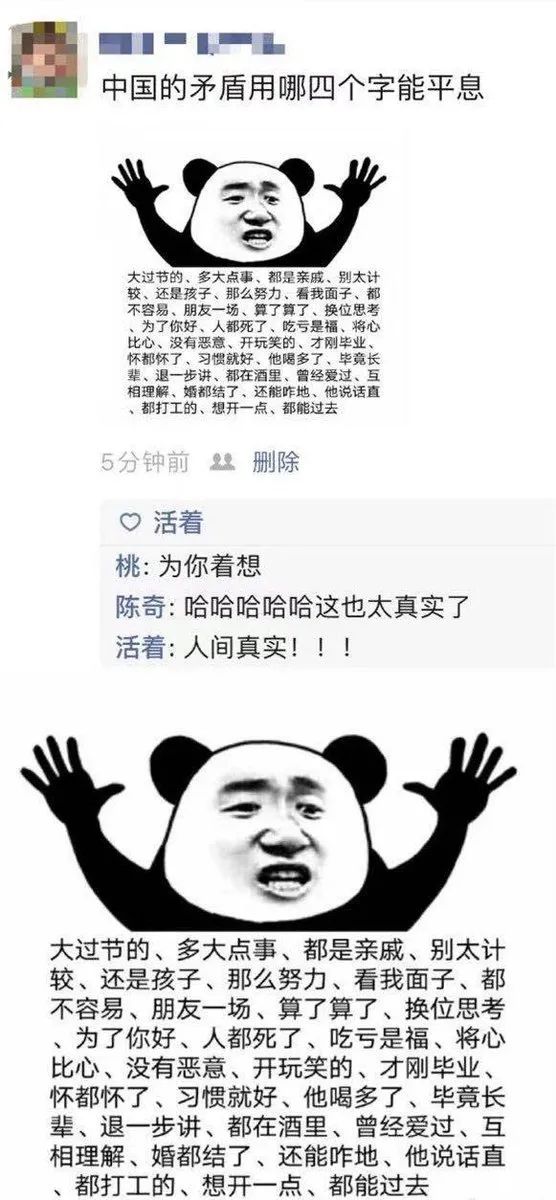 中国的矛盾用哪四个字能平息
大过节的、多大点事、都是亲戚、别太计
较、还是孩子、那么努力、看我面子、都
不容易、朋友一场、算了算了、换位思考
、为了你好、人都死了、吃亏是福、将心
比心、没有恶意、开玩笑的、才刚毕业、
怀都怀了、习惯就好、他喝多了、毕竟长
辈、退一步讲、都在酒里、曾经爱过、互
相理解、婚都结了、还能咋地、他说话直
、都打工的、想开一点、都能过去
5分钟前 删除
活着
桃: 为你着想
陈奇: 哈哈哈哈哈这也太真实了
活着: 人间真实！！！
大过节的、多大点事、都是亲戚、别太计
较、还是孩子、那么努力、看我面子、都
不容易、朋友一场、算了算了、换位思考
、为了你好、人都死了、吃亏是福、将心
比心、没有恶意、开玩笑的、才刚毕业、
怀都怀了、习惯就好、他喝多了、毕竟长
辈、退一步讲、都在酒里、曾经爱过、互
相理解、婚都结了、还能咋地、他说话直
、都打工的、想开一点、都能过去